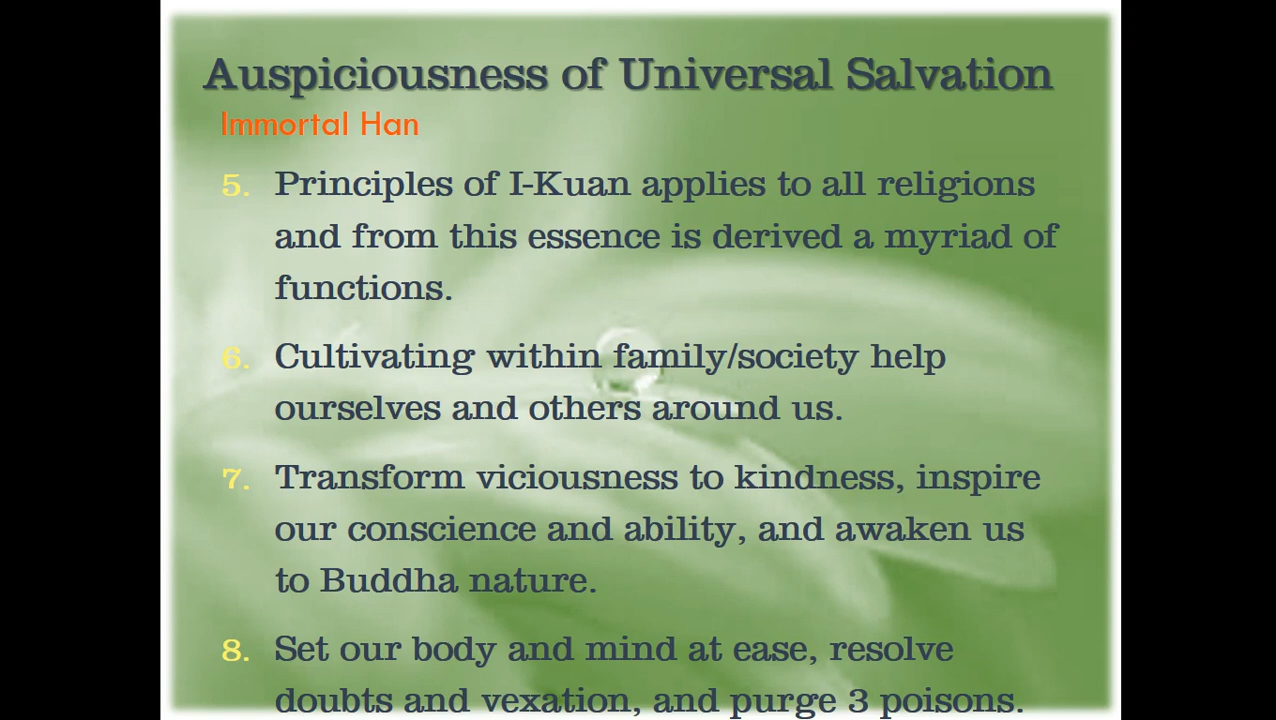 Auspiciousness of Universal Salvation
Immortal Han
5. Principles of I-Kuan applies to all religions
and from this essence is derived a myriad of
functions.
6. Cultivating within family/society help
ourselves and others around us.
7. Transform viciousness to kindness, inspire
our conscience and ability, and awaken us
to Buddha nature.
8. Set our body and mind at ease, resolve
doubts and vexation, and purge 3 poisons.